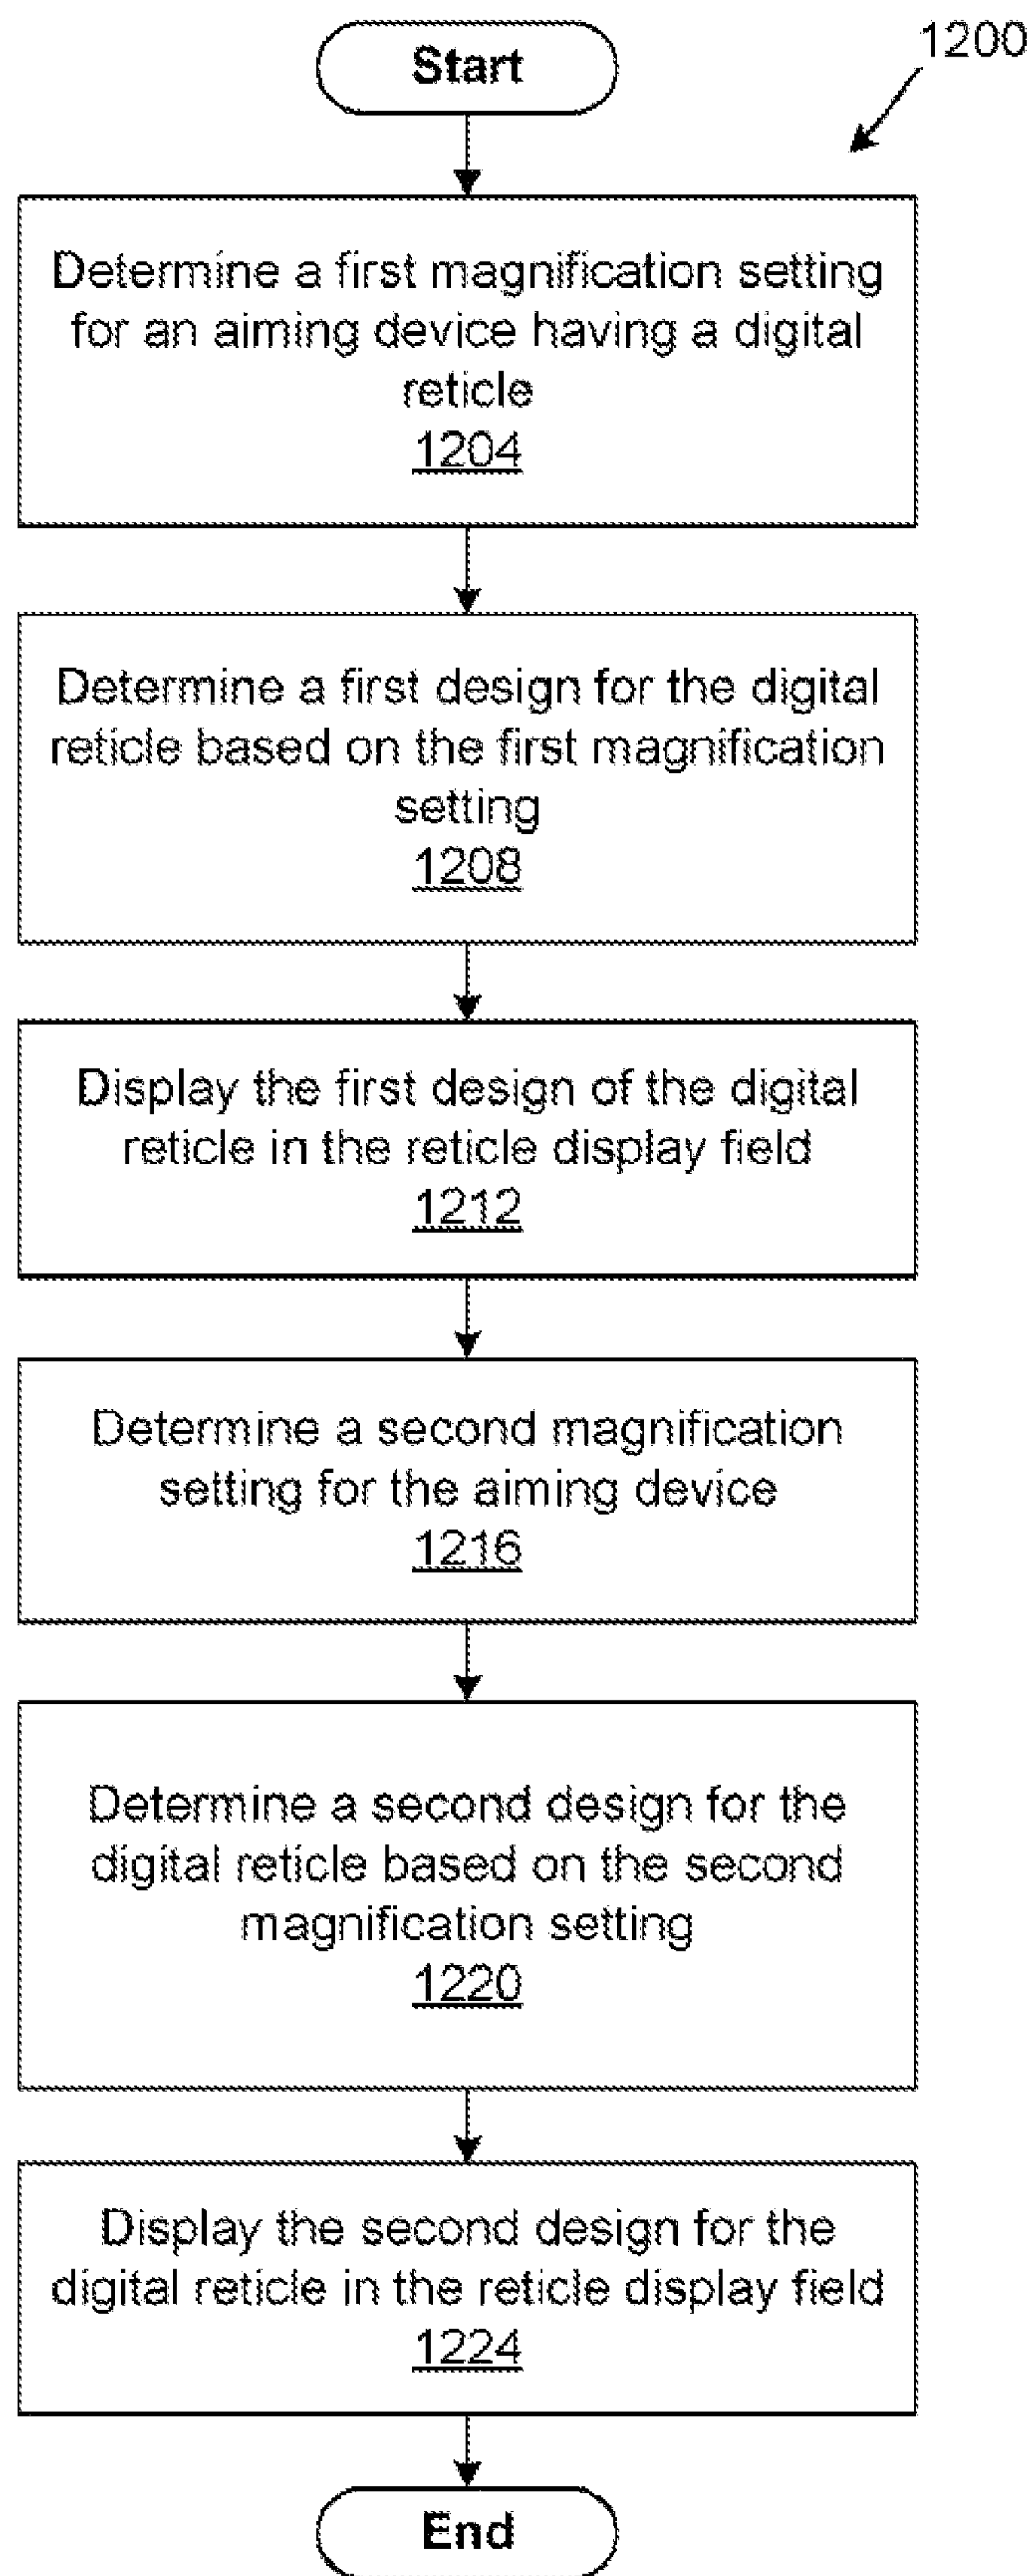 Start
1200
Determine a first magnification setting
for an aiming device having a digital
reticle
1204
Determine a first design for the digital
reticle based on the first magnification
setting
1208
Display the first design of the digital
reticle in the reticle display field
1212
Determine a second magnification
setting for the aiming device
1216
Determine a second design for the
digital reticle based on the second
magnification setting
1220
Display the second design for the
digital reticle in the reticle display field
1224
End